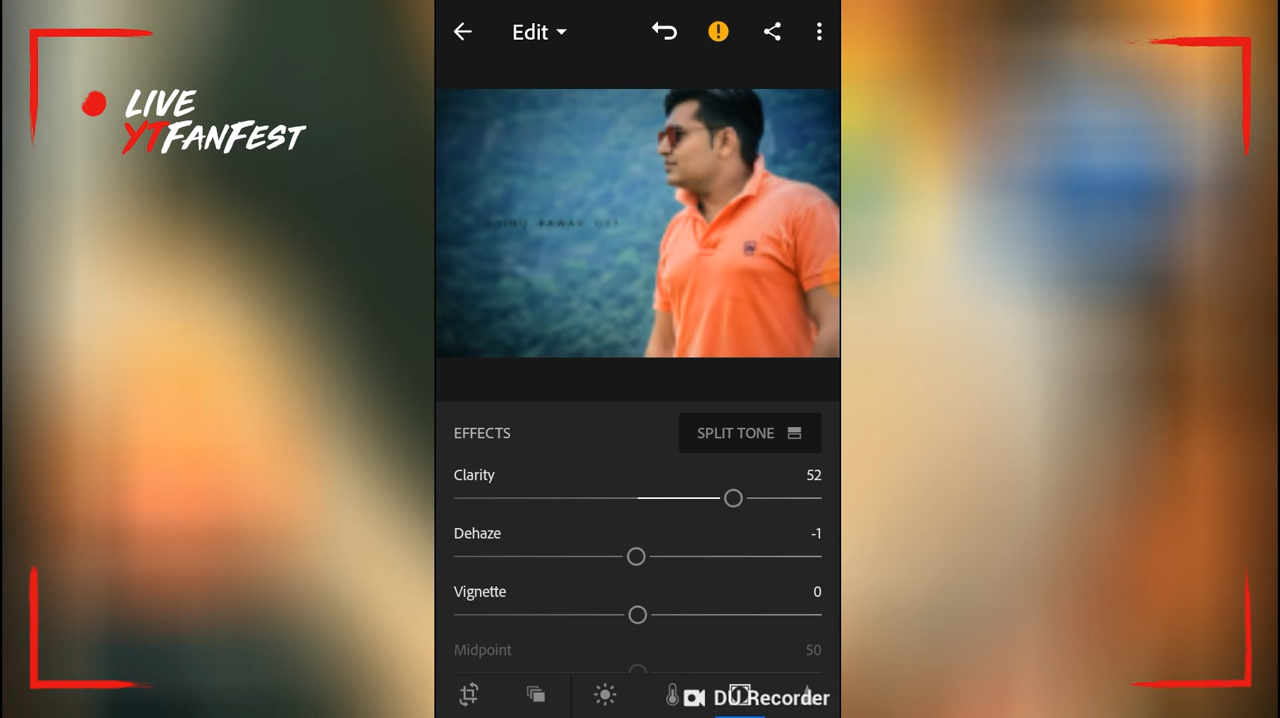 LIVE
YTFANFEST
Edit
EFFECTS
SPLIT TONE
Clarity
52
Dehaze
-1
Vignette
0
Midpoint
50
DU Recorder